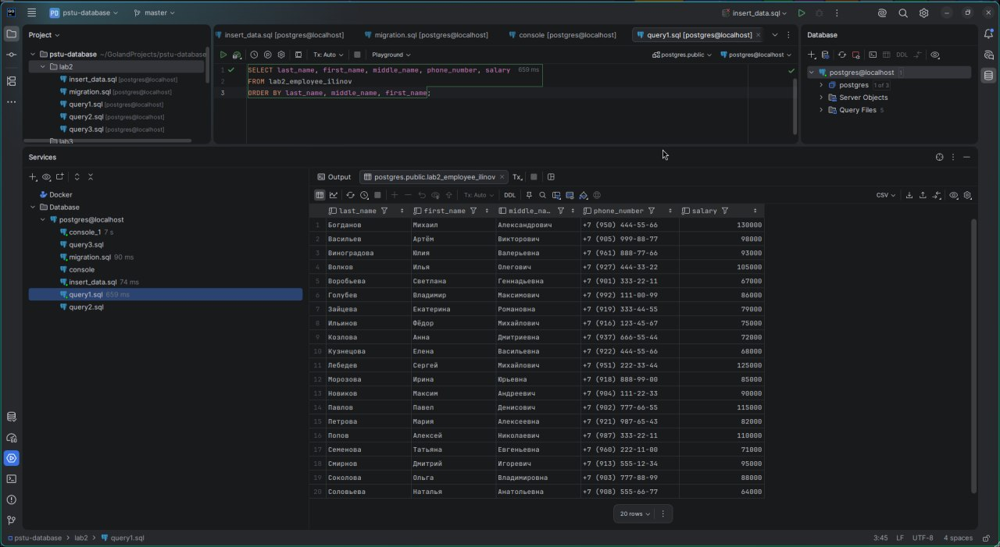 PD pstu-database master insert_data.sql
Project
insert_data.sql [postgres@localhost] migration.sql [postgres@localhost] console [postgres@localhost] query1.sql [postgres@localhost]
Database
pstu-database ~/GolandProjects/pstu-database
lab2
insert_data.sql [postgres@localhost]
migration.sql [postgres@localhost]
query1.sql [postgres@localhost]
query2.sql [postgres@localhost]
query3.sql [postgres@localhost]
lab3
Tx: Auto Playground postgres.public postgres@localhost
1 SELECT last_name, first_name, middle_name, phone_number, salary 659 ms
2 FROM lab2_employee_ilinov
3 ORDER BY last_name, middle_name, first_name;
DDL
postgres@localhost 1
postgres 1 of 3
Server Objects
Query Files 5
Services
Docker
Database
postgres@localhost
console_1 7 s
query3.sql
migration.sql 90 ms
console
insert_data.sql 74 ms
query1.sql 659 ms
query2.sql
Output postgres.public.lab2_employee_ilinov Tx
Tx: Auto DDL CSV
last_name first_name middle_na... phone_number salary
1 Богданов Михаил Александрович +7 (950) 444-55-66 130000
2 Васильев Артём Викторович +7 (905) 999-88-77 98000
3 Виноградова Юлия Валерьевна +7 (961) 888-77-66 93000
4 Волков Илья Олегович +7 (927) 444-33-22 105000
5 Воробьева Светлана Геннадьевна +7 (901) 333-22-11 67000
6 Голубев Владимир Максимович +7 (992) 111-00-99 86000
7 Зайцева Екатерина Романовна +7 (919) 333-44-55 79000
8 Ильинов Фёдор Михайлович +7 (916) 123-45-67 75000
9 Козлова Анна Дмитриевна +7 (937) 666-55-44 72000
10 Кузнецова Елена Васильевна +7 (922) 444-55-66 68000
11 Лебедев Сергей Михайлович +7 (951) 222-33-44 125000
12 Морозова Ирина Юрьевна +7 (918) 888-99-00 85000
13 Новиков Максим Андреевич +7 (904) 111-22-33 90000
14 Павлов Павел Денисович +7 (902) 777-66-55 115000
15 Петрова Мария Алексеевна +7 (921) 987-65-43 82000
16 Попов Алексей Николаевич +7 (987) 333-22-11 110000
17 Семенова Татьяна Евгеньевна +7 (960) 222-11-00 71000
18 Смирнов Дмитрий Игоревич +7 (913) 555-12-34 95000
19 Соколова Ольга Владимировна +7 (903) 777-88-99 88000
20 Соловьева Наталья Анатольевна +7 (908) 555-66-77 64000
20 rows
pstu-database > lab2 > query1.sql
3:45 LF UTF-8 4 spaces